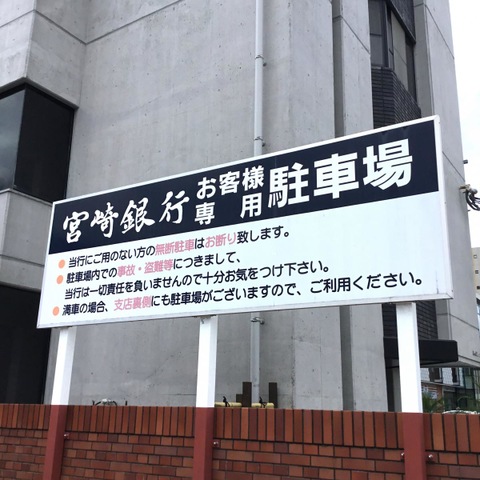 宮崎銀行 お客様専用 駐車場
● 当行にご用のない方の無断駐車はお断り致します。
● 駐車場内での事故・盗難等につきまして、
当行は一切責任を負いませんので十分お気をつけ下さい。
● 満車の場合、支店裏側にも駐車場がございますので、ご利用ください。